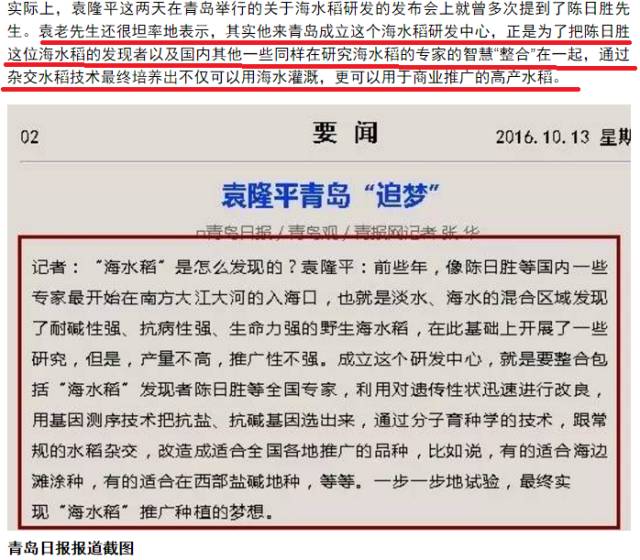 实际上，袁隆平这两天在青岛举行的关于海水稻研发的发布会上就曾多次提到了陈日胜先
生。袁老先生还很坦率地表示，其实他来青岛成立这个海水稻研发中心，正是为了把陈日胜
这位海水稻的发现者以及国内其他一些同样在研究海水稻的专家的智慧“整合”在一起，通过
杂交水稻技术最终培养出不仅可以用海水灌溉，更可以用于商业推广的高产水稻。
02 要闻 2016.10.13 星期
袁隆平青岛“追梦”
□青岛日报/青岛观/青报网记者 张 华
记者：“海水稻”是怎么发现的？袁隆平：前些年，像陈日胜等国内一些
专家最开始在南方大江大河的入海口，也就是淡水、海水的混合区域发现
了耐碱性强、抗病性强、生命力强的野生海水稻，在此基础上开展了一些
研究，但是，产量不高，推广性不强。成立这个研发中心，就是要整合包
括“海水稻”发现者陈日胜等全国专家，利用对遗传性状迅速进行改良，
用基因测序技术把抗盐、抗碱基因选出来，通过分子育种学的技术，跟常
规的水稻杂交，改造成适合全国各地推广的品种，比如说，有的适合海边
滩涂种，有的适合在西部盐碱地种，等等。一步一步地试验，最终实
现“海水稻”推广种植的梦想。
青岛日报报道截图